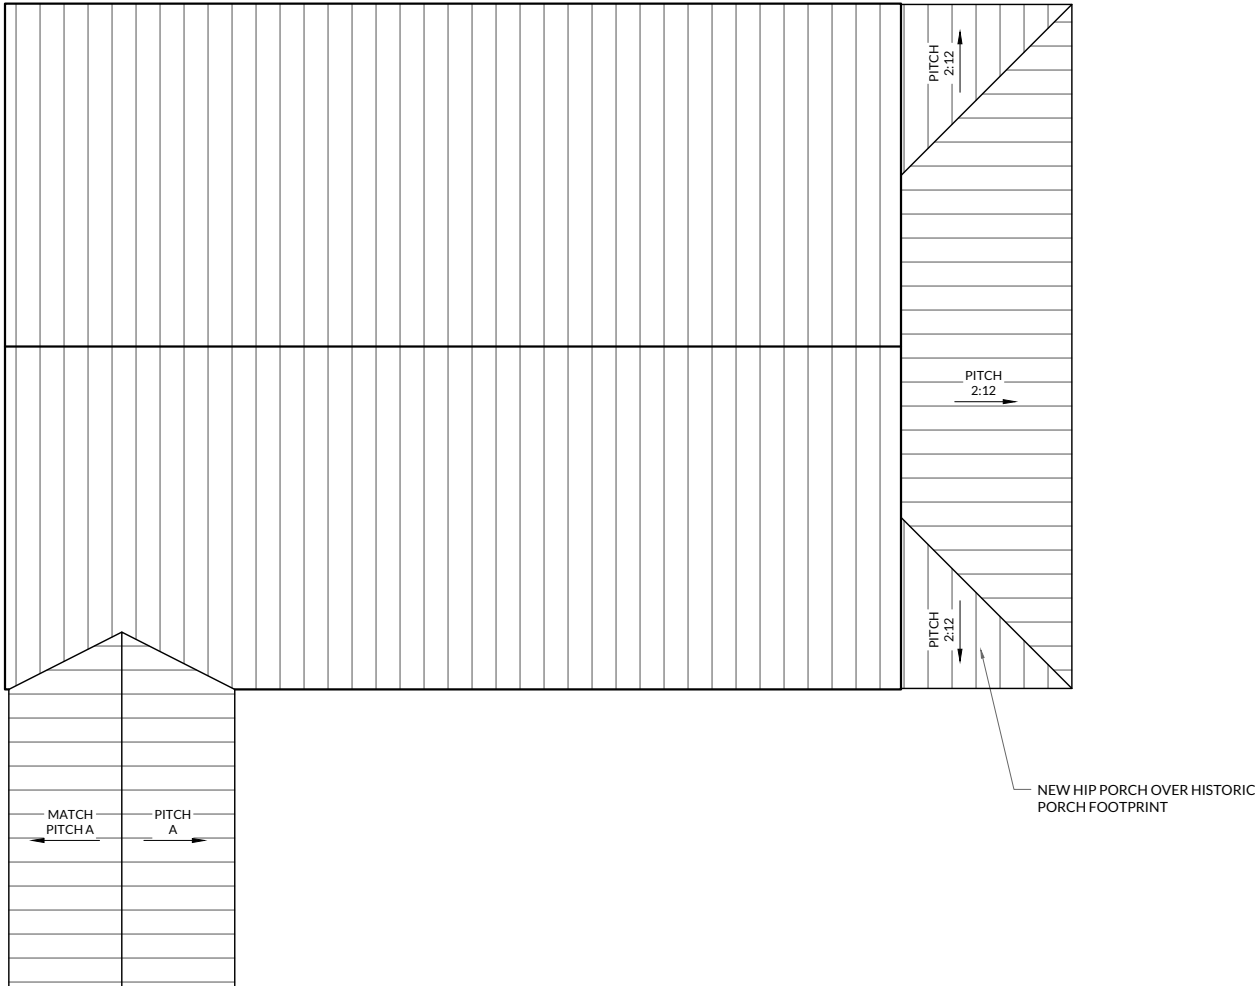 PITCH
2:12
PITCH
2:12
PITCH
2:12
NEW HIP PORCH OVER HISTORIC
PORCH FOOTPRINT
MATCH
PITCH A
PITCH
A